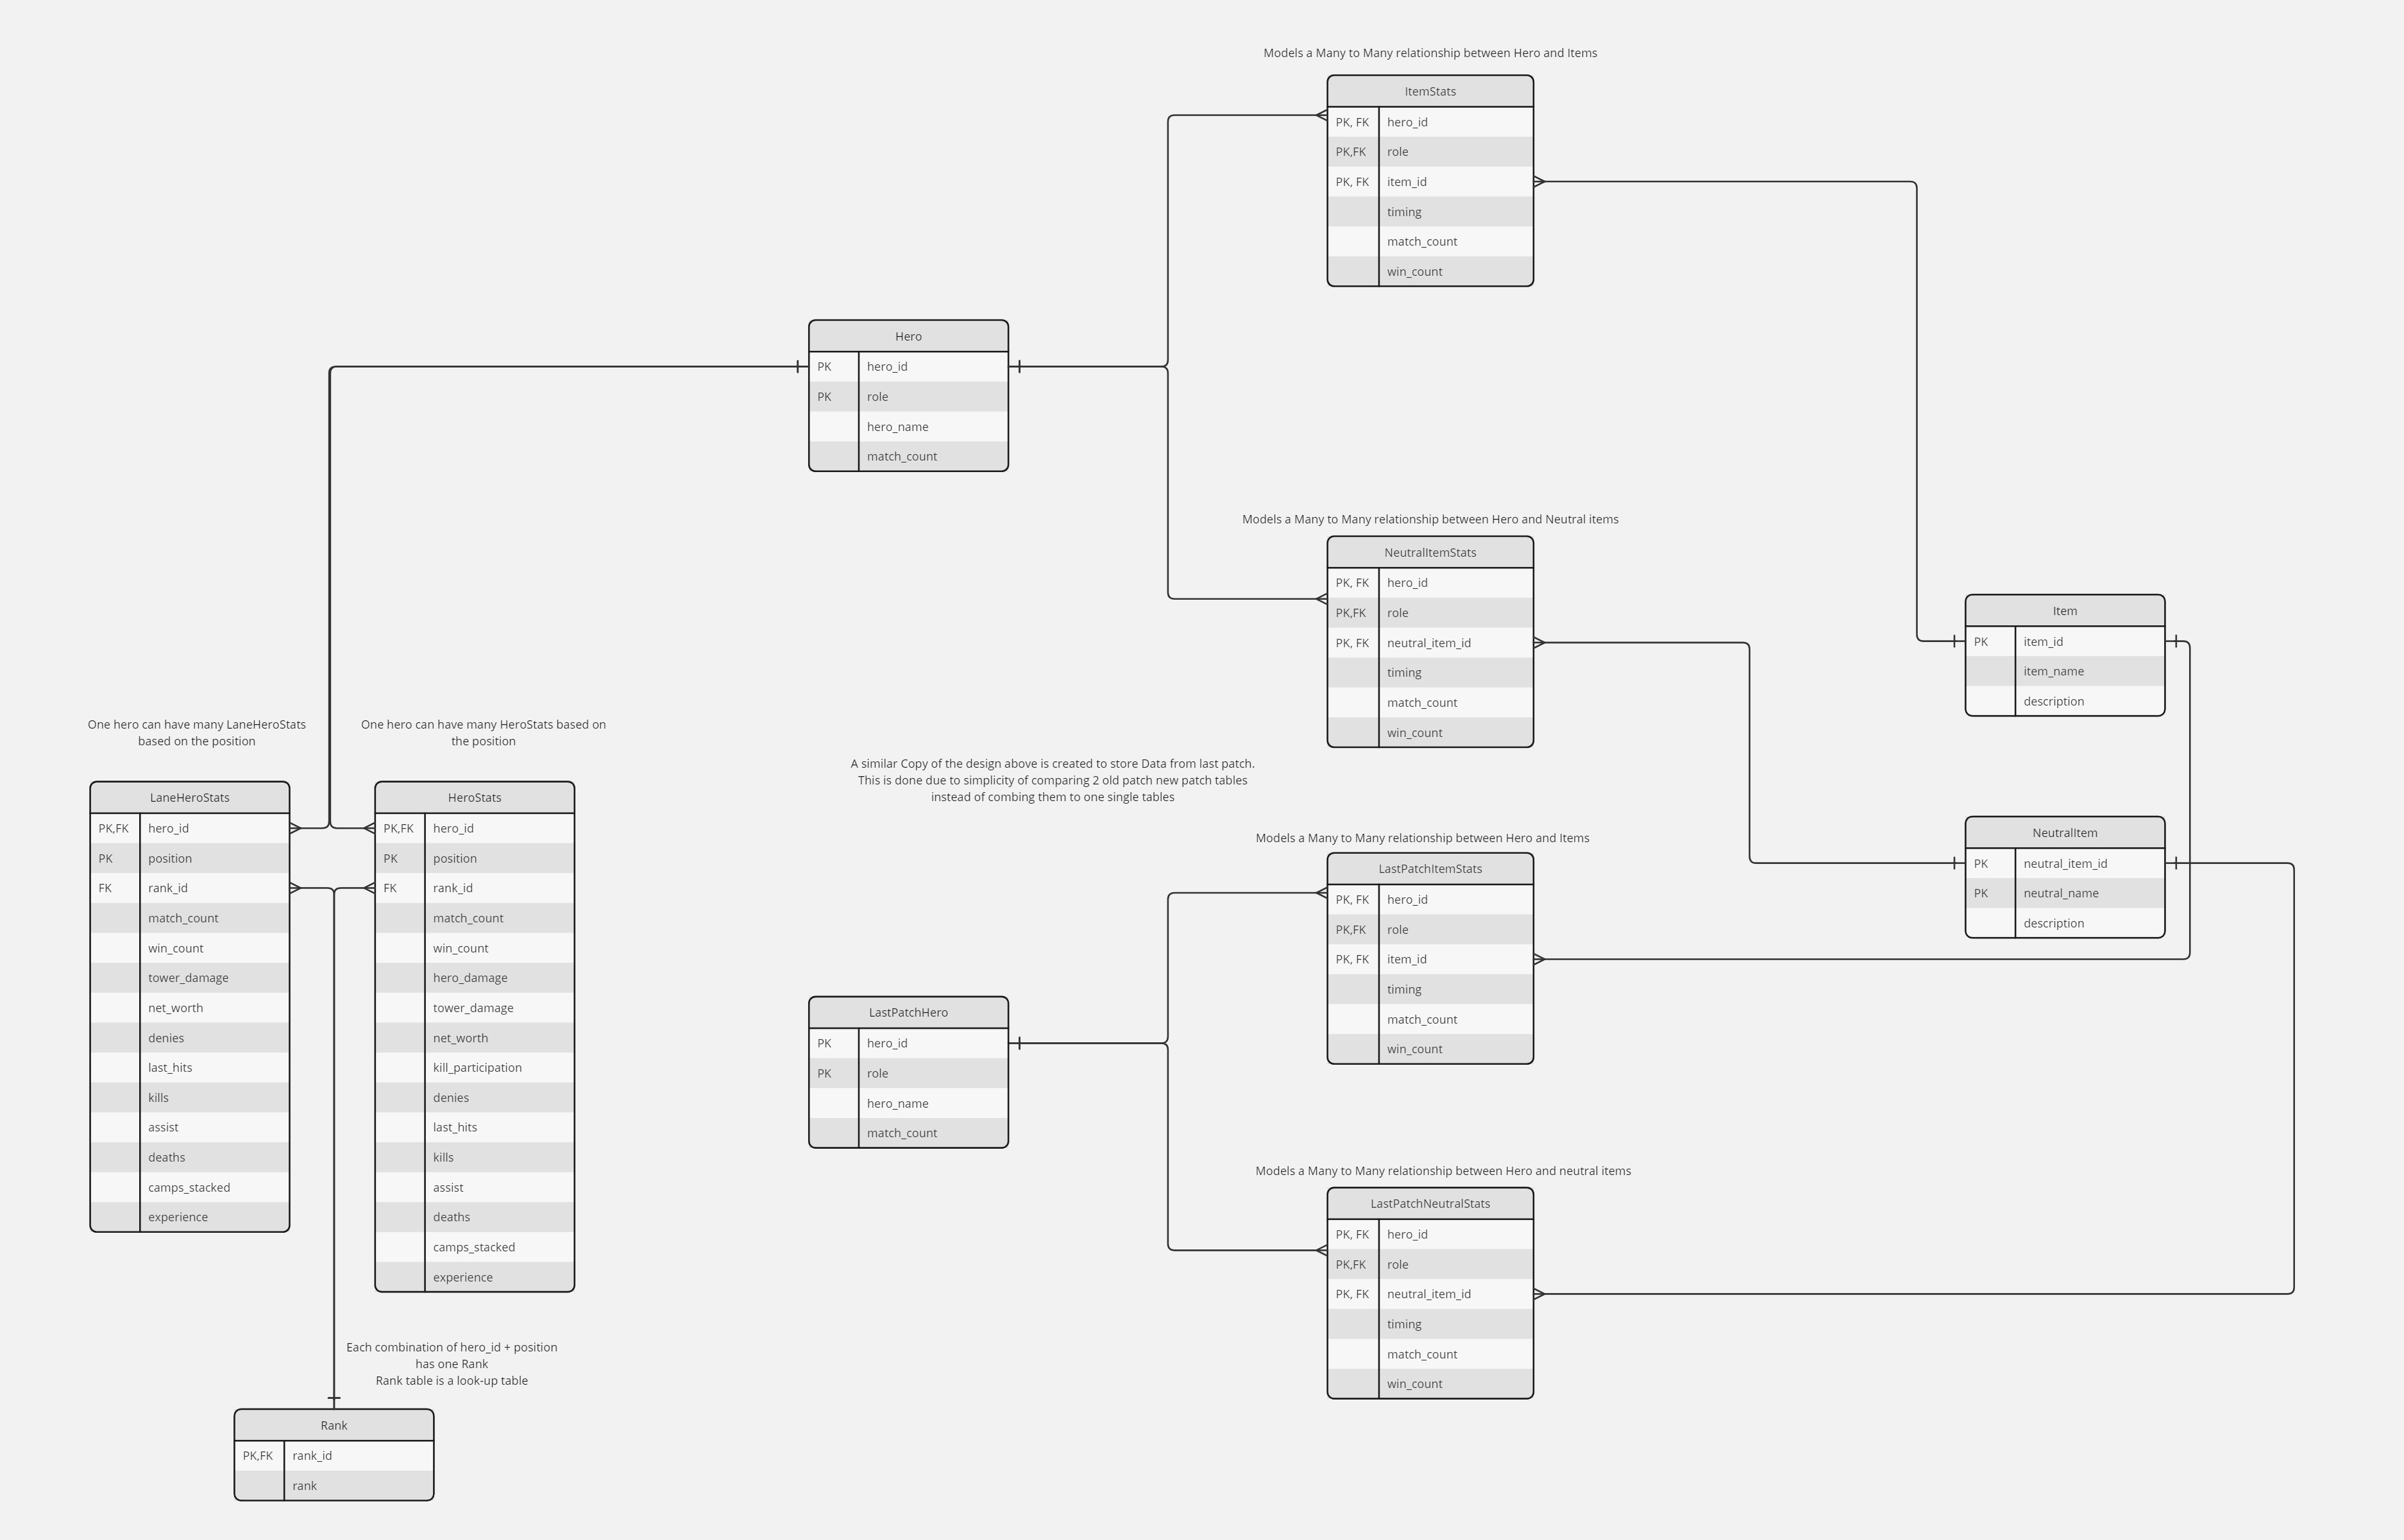 Models a Many to Many relationship between Hero and Items
ItemStats
PK, FK hero_id
PK,FK role
PK, FK item_id
timing
match_count
win_count
Hero
PK hero_id
PK role
hero_name
match_count
Models a Many to Many relationship between Hero and Neutral items
NeutralItemStats
PK, FK hero_id
PK,FK role
PK, FK neutral_item_id
timing
match_count
win_count
Item
PK item_id
item_name
description
NeutralItem
PK neutral_item_id
PK neutral_name
description
One hero can have many LaneHeroStats
based on the position
LaneHeroStats
PK,FK hero_id
PK position
FK rank_id
match_count
win_count
tower_damage
net_worth
denies
last_hits
kills
assist
deaths
camps_stacked
experience
One hero can have many HeroStats based on
the position
HeroStats
PK,FK hero_id
PK position
FK rank_id
match_count
win_count
hero_damage
tower_damage
net_worth
kill_participation
denies
last_hits
kills
assist
deaths
camps_stacked
experience
Each combination of hero_id + position
has one Rank
Rank table is a look-up table
Rank
PK,FK rank_id
rank
A similar Copy of the design above is created to store Data from last patch.
This is done due to simplicity of comparing 2 old patch new patch tables
instead of combing them to one single tables
Models a Many to Many relationship between Hero and Items
LastPatchItemStats
PK, FK hero_id
PK,FK role
PK, FK item_id
timing
match_count
win_count
LastPatchHero
PK hero_id
PK role
hero_name
match_count
Models a Many to Many relationship between Hero and neutral items
LastPatchNeutralStats
PK, FK hero_id
PK,FK role
PK, FK neutral_item_id
timing
match_count
win_count